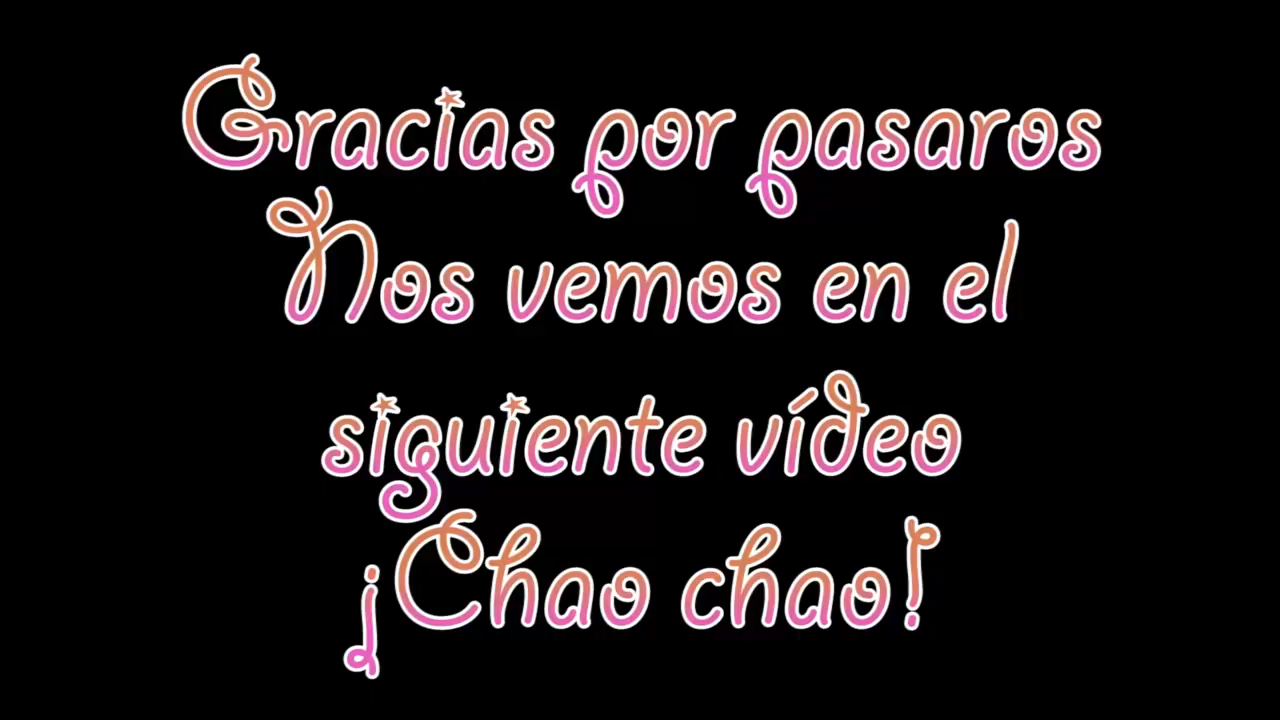 Gracias por pasaros
Nos vemos en el
siguiente vídeo
¡Chao chao!